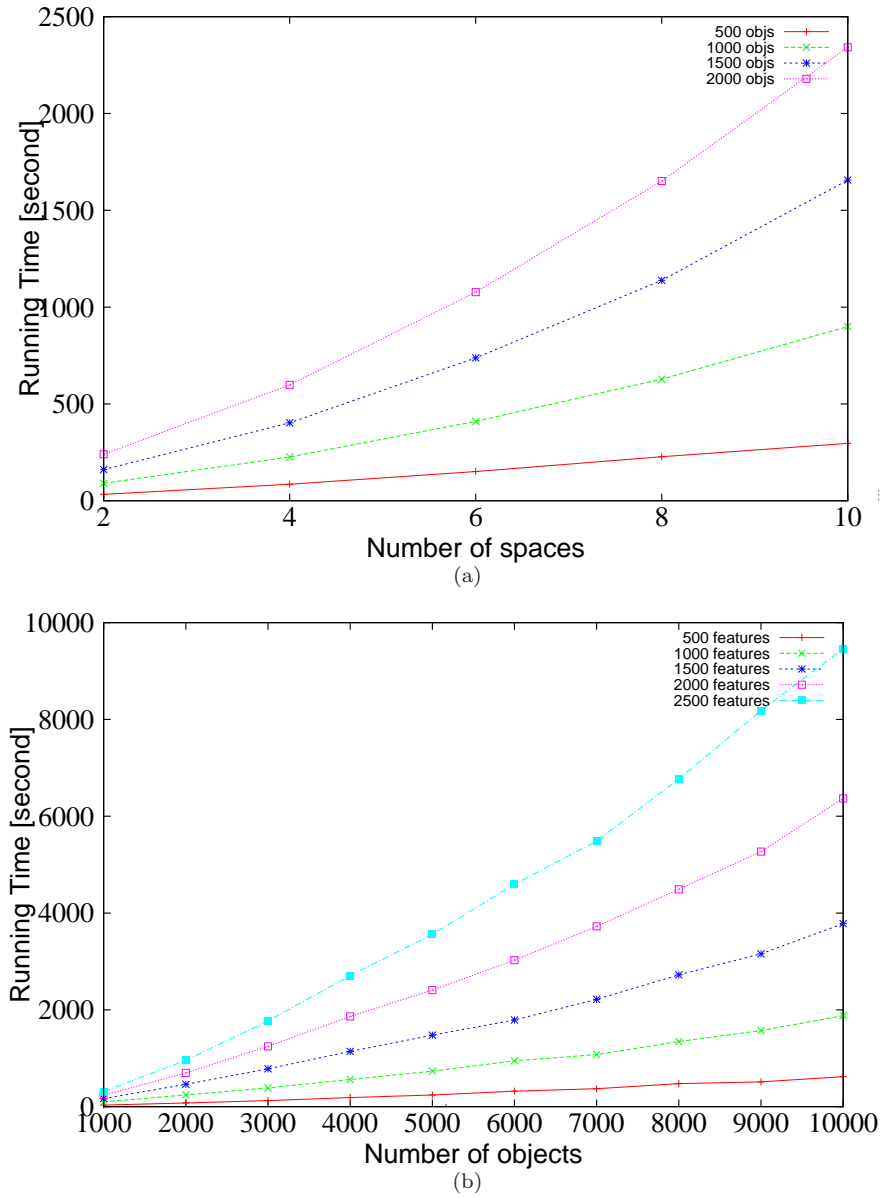 2500
2000
1500
1000
500
0
Running Time [second]
500 objs
1000 objs
1500 objs
2000 objs
2 4 6 8 10
Number of spaces
(a)
10000
8000
6000
4000
2000
0
Running Time [second]
500 features
1000 features
1500 features
2000 features
2500 features
1000 2000 3000 4000 5000 6000 7000 8000 9000 10000
Number of objects
(b)